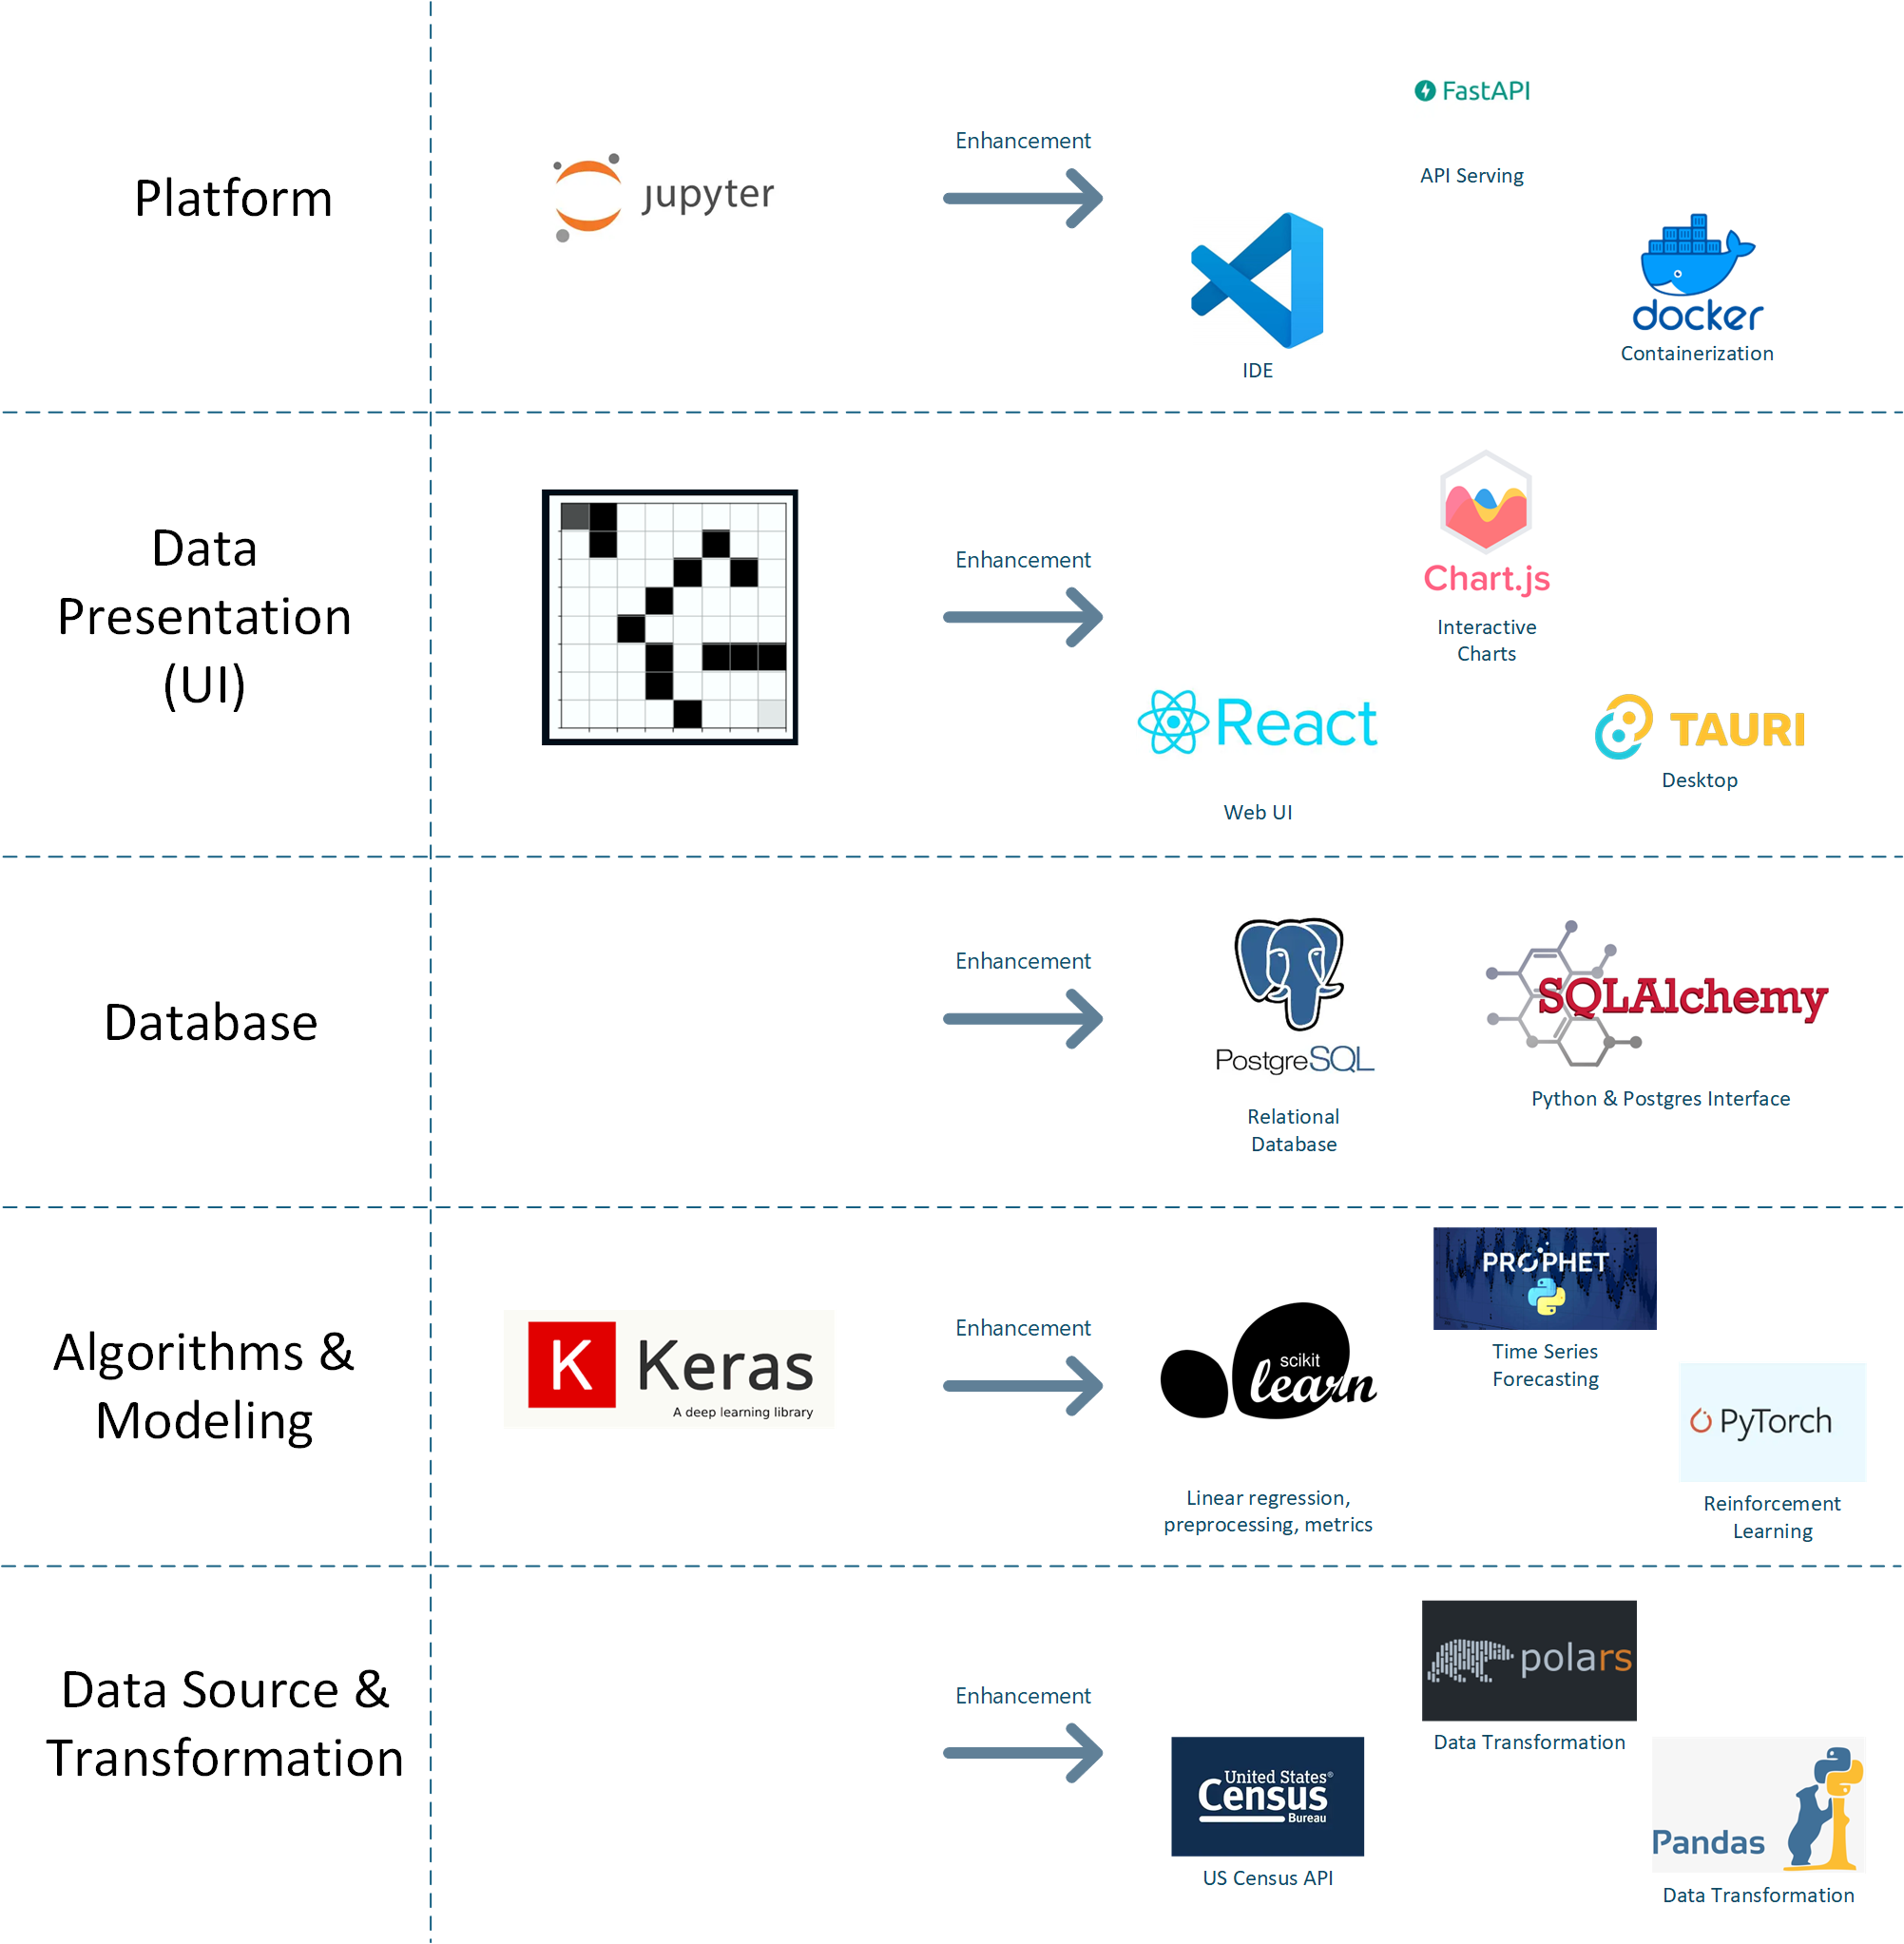 Platform
jupyter
Enhancement
FastAPI
API Serving
IDE
docker
Containerization
Data
Presentation
(UI)
Enhancement
Chart.js
Interactive
Charts
React
Web UI
TAURI
Desktop
Database
Enhancement
PostgreSQL
Relational
Database
SQLAlchemy
Python & Postgres Interface
Algorithms &
Modeling
K Keras
A deep learning library
Enhancement
scikit
learn
Linear regression,
preprocessing, metrics
PROPHET
Time Series
Forecasting
PyTorch
Reinforcement
Learning
Data Source &
Transformation
Enhancement
United States®
Census
Bureau
US Census API
polars
Data Transformation
Pandas
Data Transformation